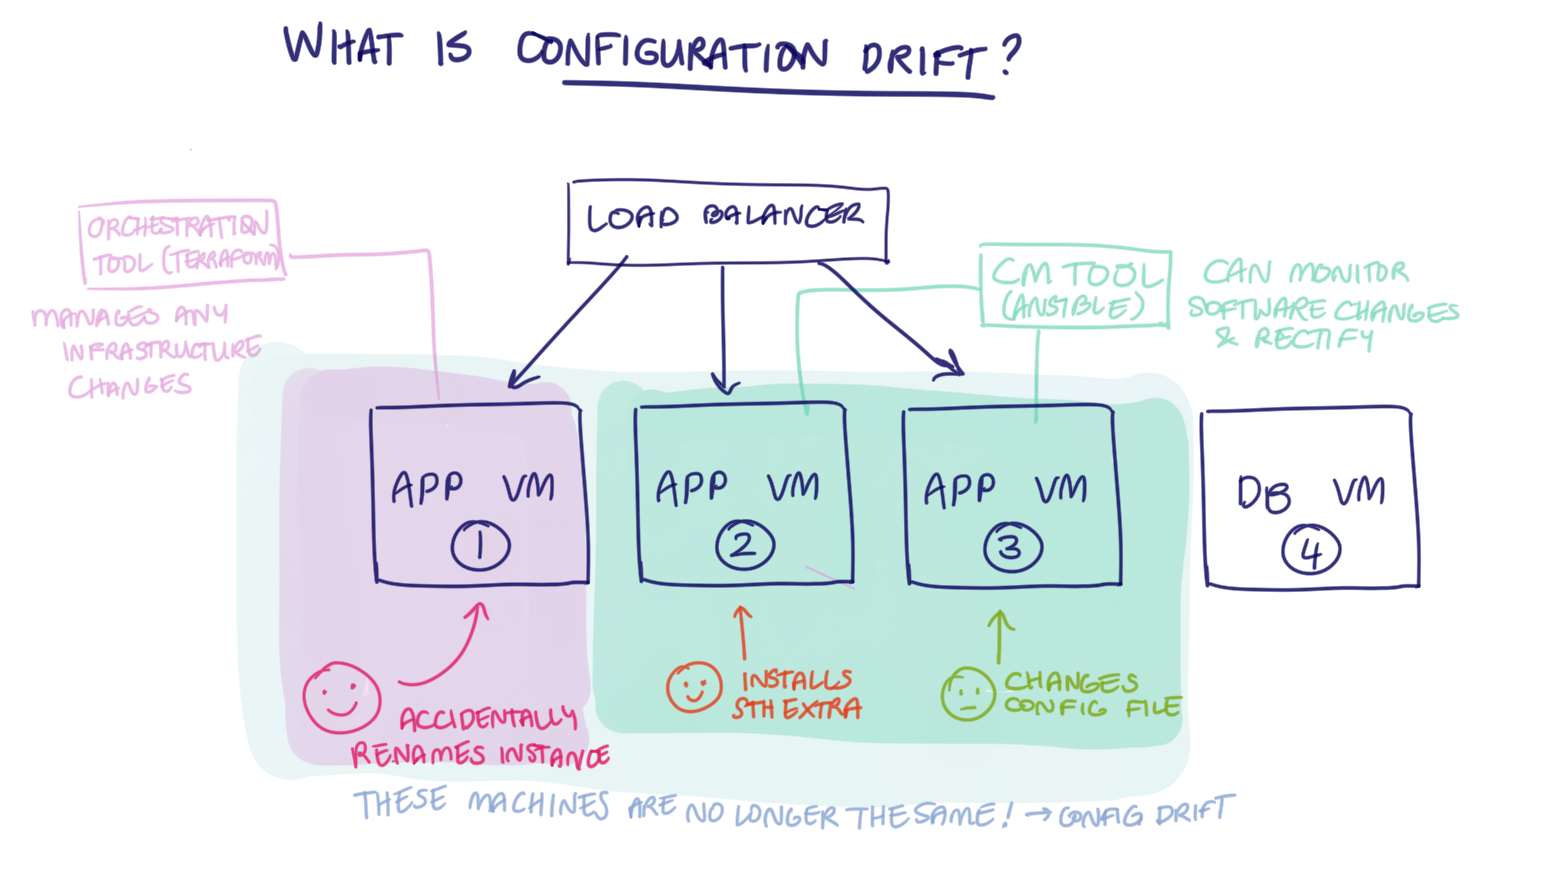 WHAT IS CONFIGURATION DRIFT?
LOAD BALANCER
ORCHESTRATION
TOOL (TERRAFORM)
MANAGES ANY
INFRASTRUCTURE
CHANGES
CM TOOL
(ANSIBLE)
CAN MONITOR
SOFTWARE CHANGES
& RECTIFY
APP VM
1
APP VM
2
APP VM
3
DB VM
4
ACCIDENTALLY
RENAMES INSTANCE
INSTALLS
STH EXTRA
CHANGES
CONFIG FILE
THESE MACHINES ARE NO LONGER THE SAME! → CONFIG DRIFT